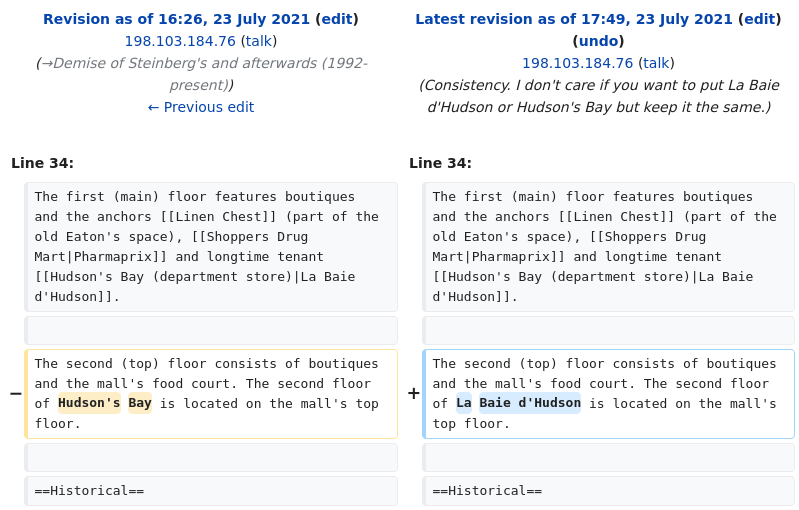 Revision as of 16:26, 23 July 2021 (edit)
198.103.184.76 (talk)
(→Demise of Steinberg's and afterwards (1992-
present))
← Previous edit
Latest revision as of 17:49, 23 July 2021 (edit)
(undo)
198.103.184.76 (talk)
(Consistency. I don't care if you want to put La Baie
d'Hudson or Hudson's Bay but keep it the same.)
Line 34:
Line 34:
The first (main) floor features boutiques
and the anchors [[Linen Chest]] (part of the
old Eaton's space), [[Shoppers Drug
Mart|Pharmaprix]] and longtime tenant
[[Hudson's Bay (department store)|La Baie
d'Hudson]].
The first (main) floor features boutiques
and the anchors [[Linen Chest]] (part of the
old Eaton's space), [[Shoppers Drug
Mart|Pharmaprix]] and longtime tenant
[[Hudson's Bay (department store)|La Baie
d'Hudson]].
−
The second (top) floor consists of boutiques
and the mall's food court. The second floor
of Hudson's Bay is located on the mall's top
floor.
+
The second (top) floor consists of boutiques
and the mall's food court. The second floor
of La Baie d'Hudson is located on the mall's
top floor.
==Historical==
==Historical==